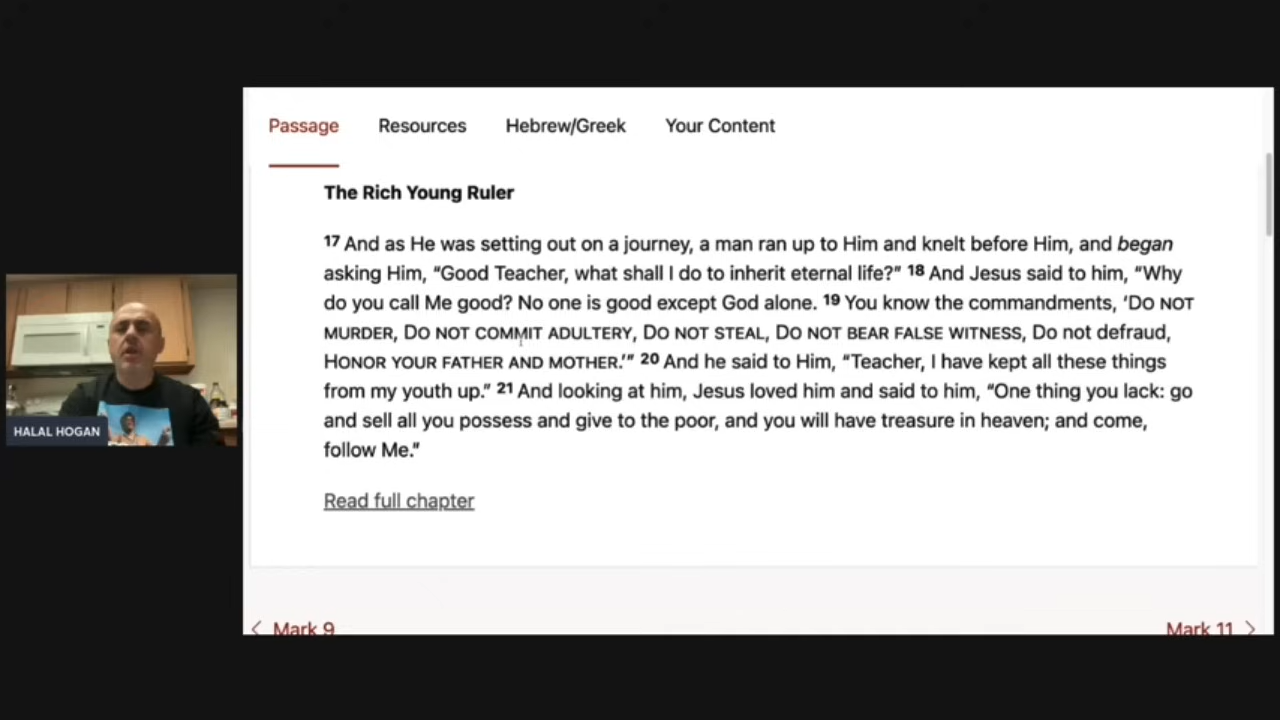 Passage Resources Hebrew/Greek Your Content
The Rich Young Ruler
17 And as He was setting out on a journey, a man ran up to Him and knelt before Him, and began
asking Him, “Good Teacher, what shall I do to inherit eternal life?” 18 And Jesus said to him, “Why
do you call Me good? No one is good except God alone. 19 You know the commandments, ‘DO NOT
MURDER, DO NOT COMMIT ADULTERY, DO NOT STEAL, DO NOT BEAR FALSE WITNESS, Do not defraud,
HONOR YOUR FATHER AND MOTHER.’” 20 And he said to Him, “Teacher, I have kept all these things
from my youth up.” 21 And looking at him, Jesus loved him and said to him, “One thing you lack: go
and sell all you possess and give to the poor, and you will have treasure in heaven; and come,
follow Me.”
Read full chapter
HALAL HOGAN
Mark 9 Mark 11